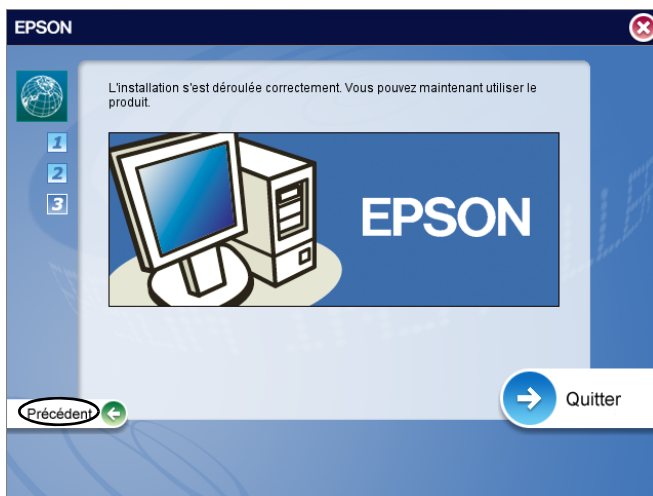 EPSON
L'installation s'est déroulée correctement. Vous pouvez maintenant utiliser le
produit.
1
2
3
EPSON
Précédent
Quitter